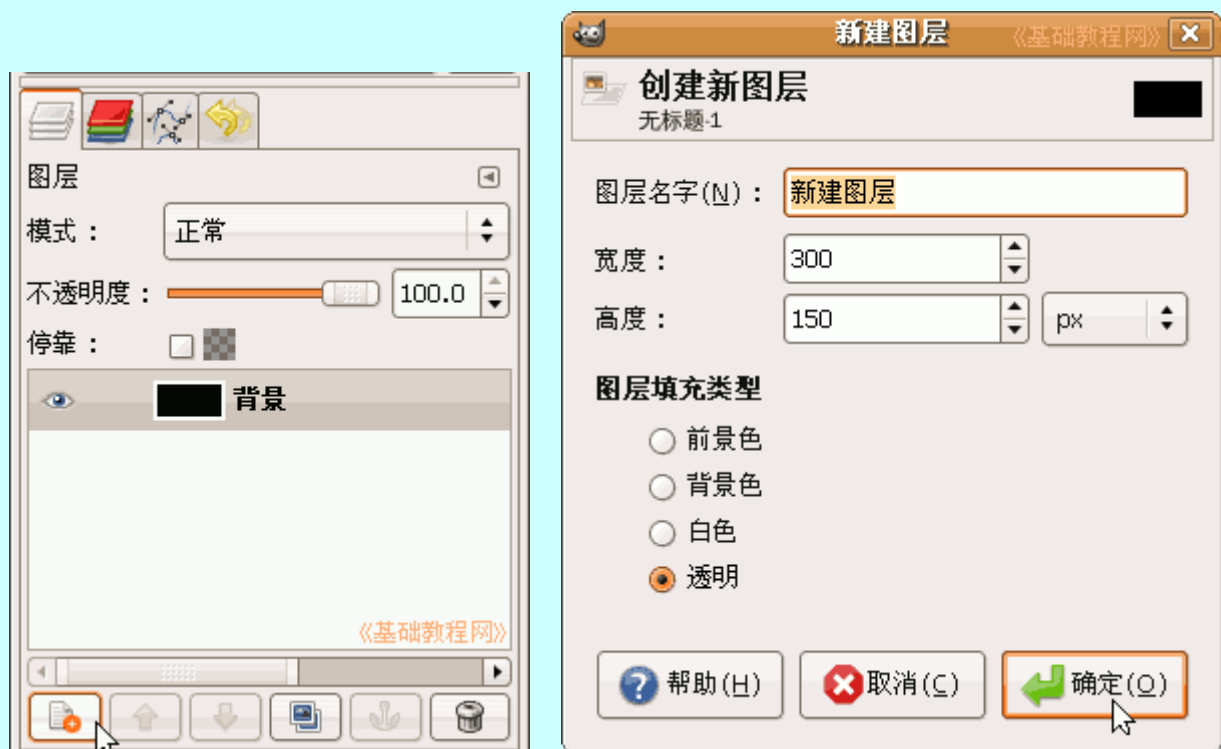 图层
模式：
正常
不透明度：
100.0
停靠：
背景
《基础教程网》
新建图层
《基础教程网》
创建新图层
无标题-1
图层名字(N)：
新建图层
宽度：
300
高度：
150
px
图层填充类型
前景色
背景色
白色
透明
帮助(H)
取消(C)
确定(O)